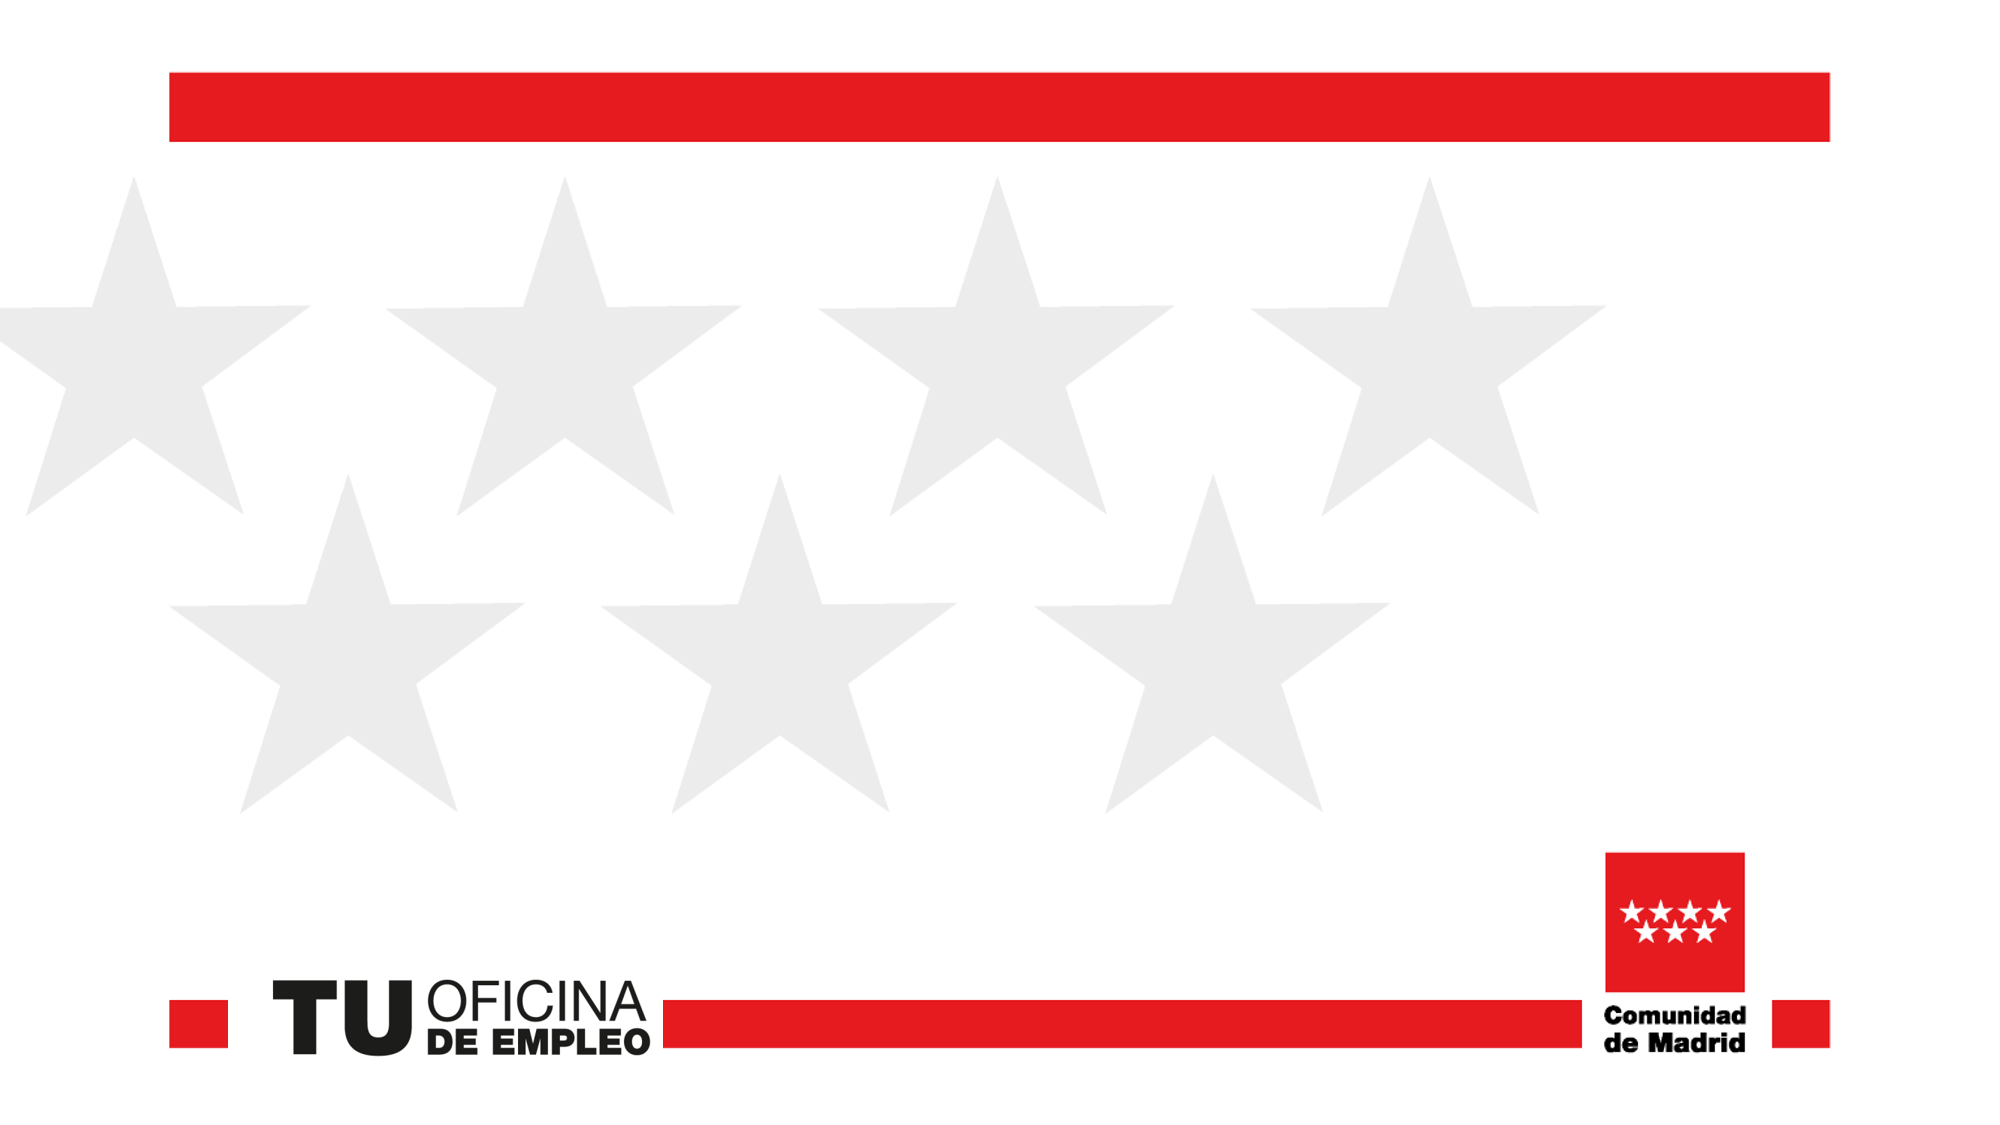 TU OFICINA
DE EMPLEO
Comunidad
de Madrid